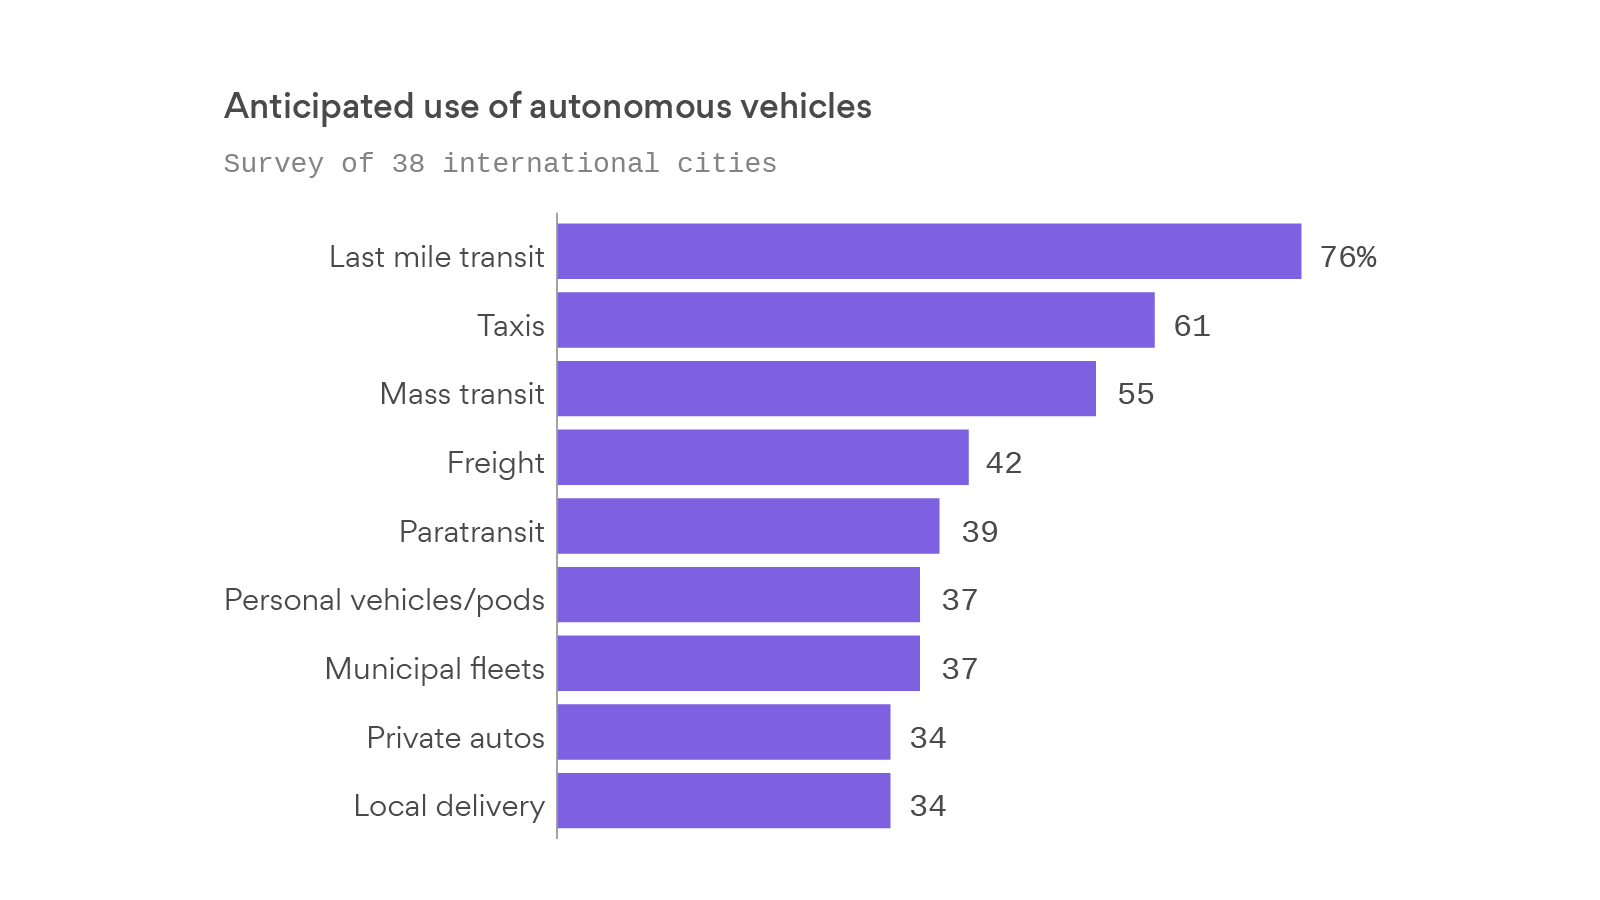 Anticipated use of autonomous vehicles
Survey of 38 international cities
Last mile transit 76%
Taxis 61
Mass transit 55
Freight 42
Paratransit 39
Personal vehicles/pods 37
Municipal fleets 37
Private autos 34
Local delivery 34